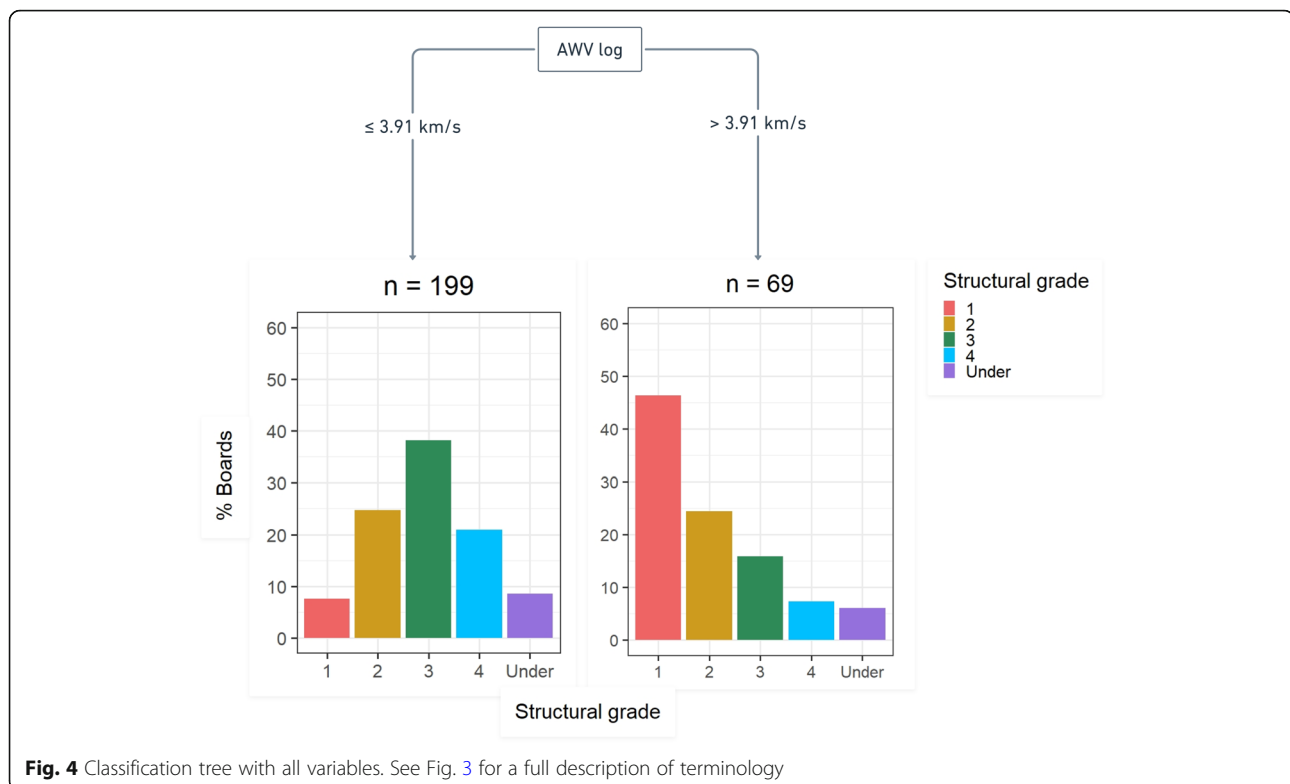 AWV log
≤ 3.91 km/s
> 3.91 km/s
n = 199
n = 69
Structural grade
1
2
3
4
Under
% Boards
60
50
40
30
20
10
0
1 2 3 4 Under
60
50
40
30
20
10
0
1 2 3 4 Under
Structural grade
Fig. 4 Classification tree with all variables. See Fig. 3 for a full description of terminology